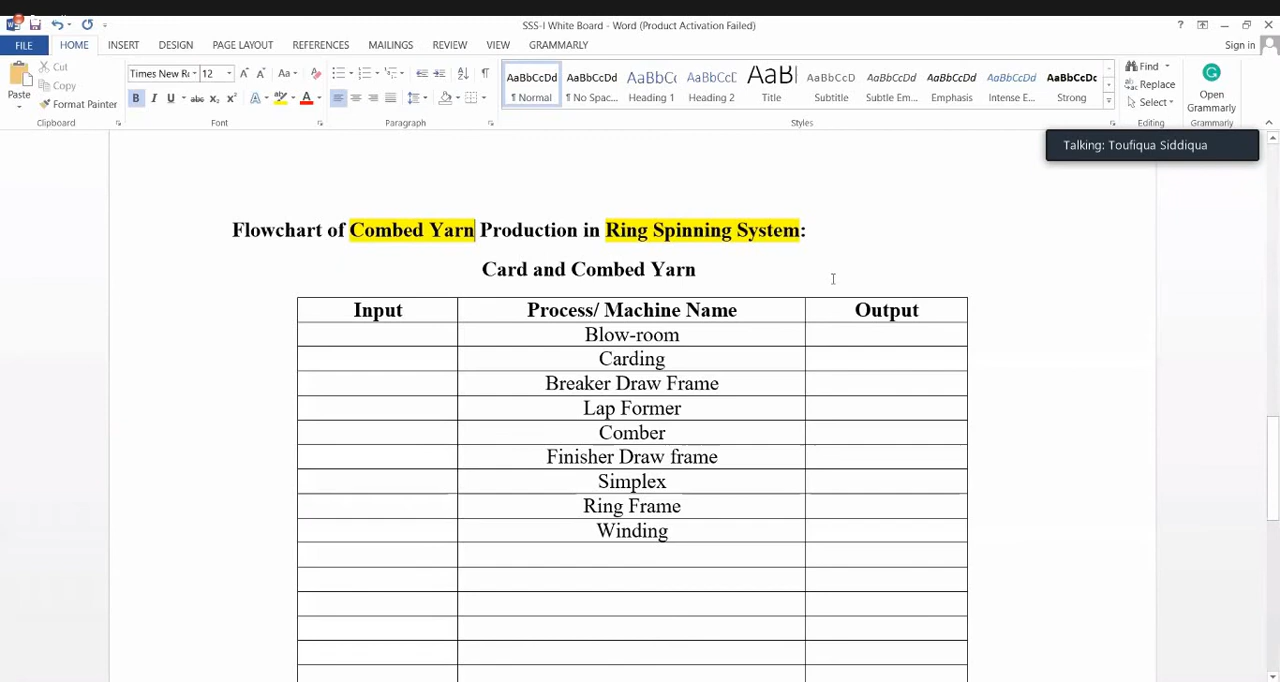 SSS-I White Board - Word (Product Activation Failed)
FILE HOME INSERT DESIGN PAGE LAYOUT REFERENCES MAILINGS REVIEW VIEW GRAMMARLY Sign in
Paste
Cut
Copy
Format Painter
Clipboard
Times New R 12
Font
Paragraph
AaBbCcDd AaBbCcDd AaBbC AaBbCcD AaBl AaBbCcD AaBbCcDd AaBbCcDd AaBbCcDd AaBbCcDc
¶ Normal ¶ No Spac... Heading 1 Heading 2 Title Subtitle Subtle Em... Emphasis Intense E... Strong
Styles
Find
Replace
Select
Editing
Open
Grammarly
Grammarly
Talking: Toufiqua Siddiqua
Flowchart of Combed Yarn Production in Ring Spinning System:
Card and Combed Yarn
Input Process/ Machine Name Output
Blow-room
Carding
Breaker Draw Frame
Lap Former
Comber
Finisher Draw frame
Simplex
Ring Frame
Winding